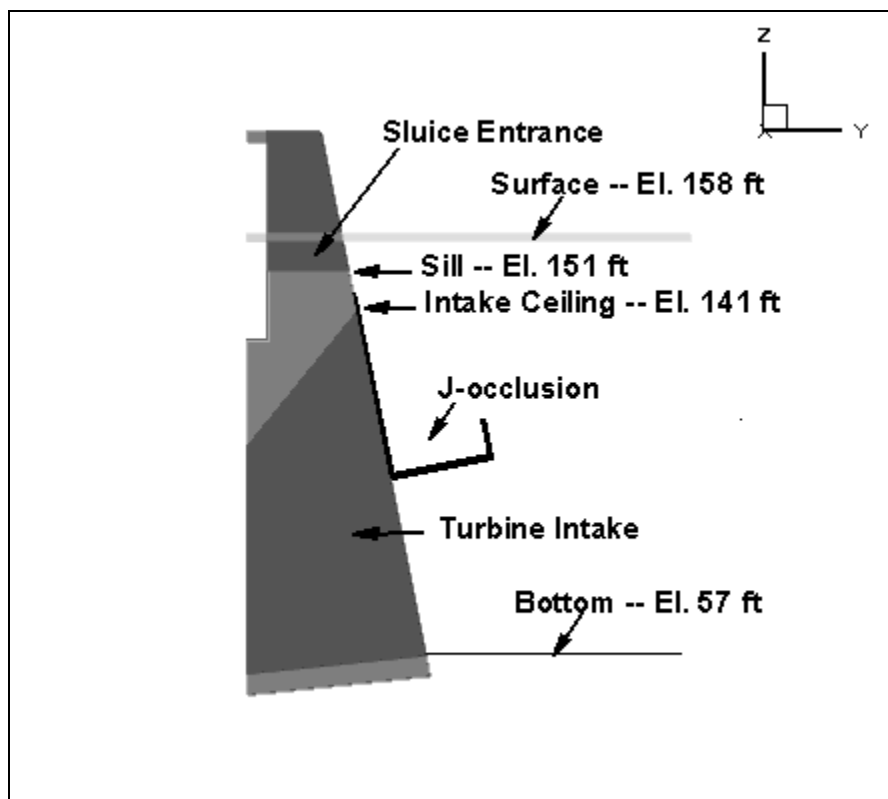 Z
X
Y
Sluice Entrance
Surface -- El. 158 ft
Sill -- El. 151 ft
Intake Ceiling -- El. 141 ft
J-occlusion
Turbine Intake
Bottom -- El. 57 ft